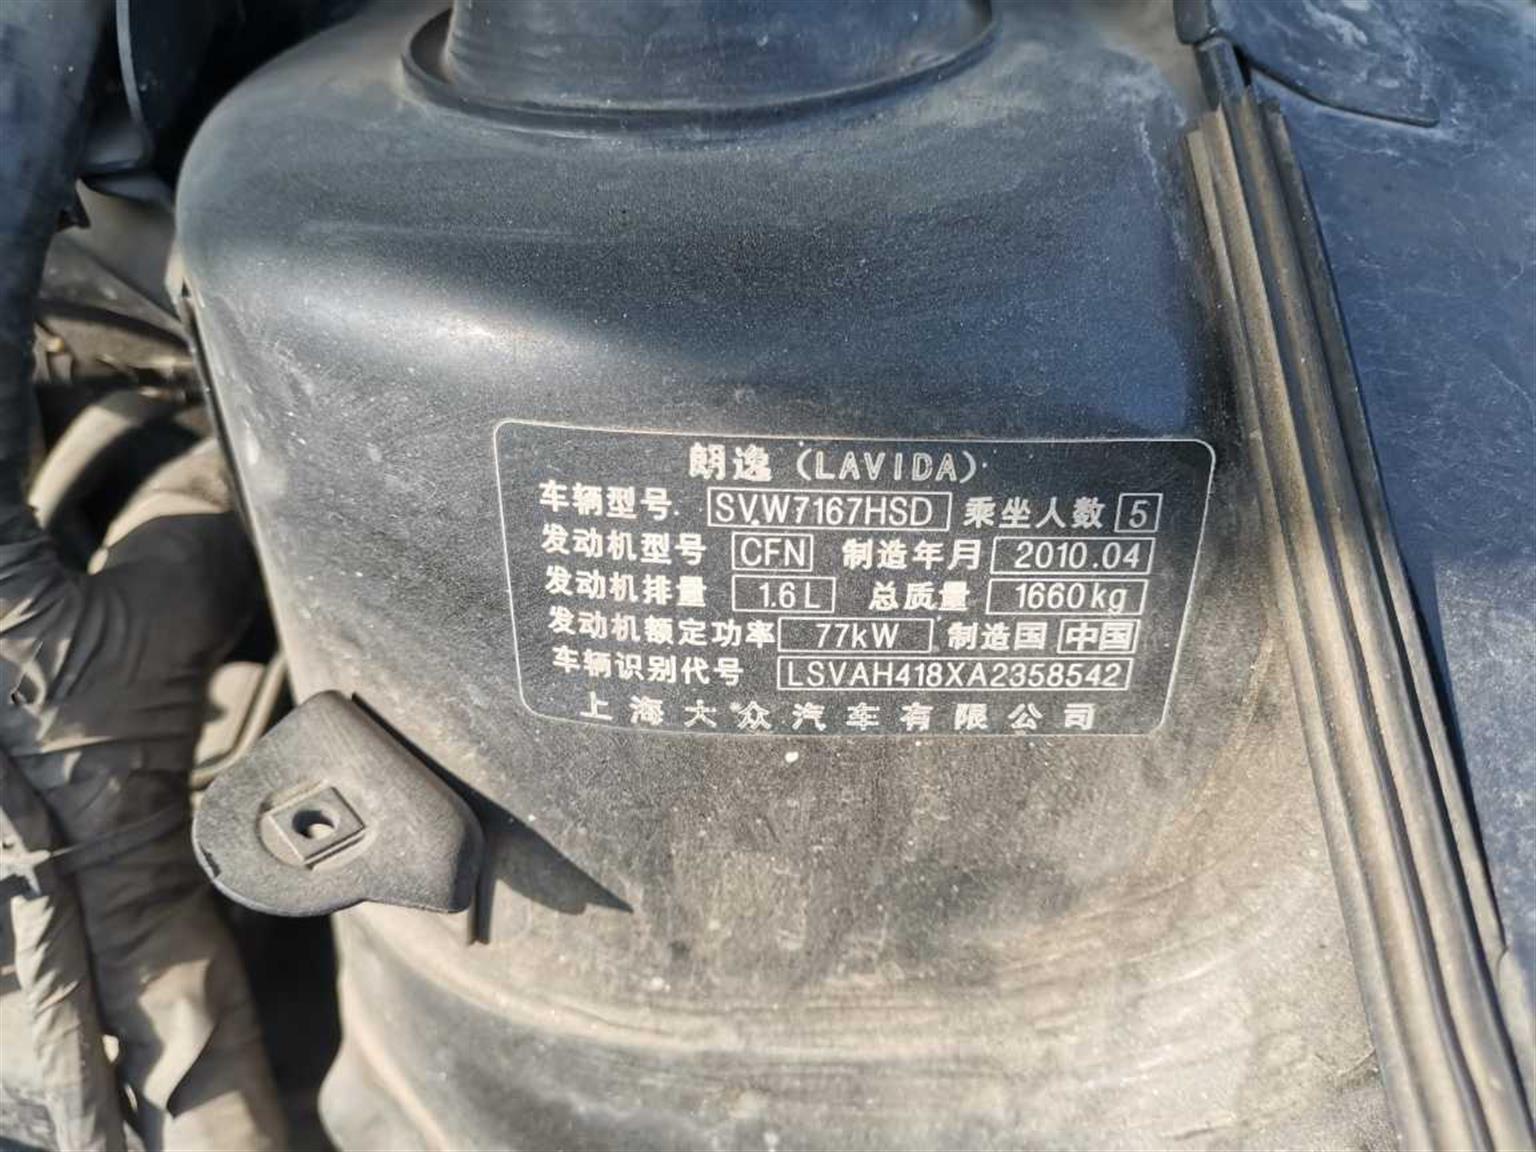 朗逸（LAVIDA）
车辆型号 SVW7167HSD 乘坐人数 5
发动机型号 CFN 制造年月 2010.04
发动机排量 1.6L 总质量 1660kg
发动机额定功率 77kW 制造国 中国
车辆识别代号 LSVAH418XA2358542
上海大众汽车有限公司